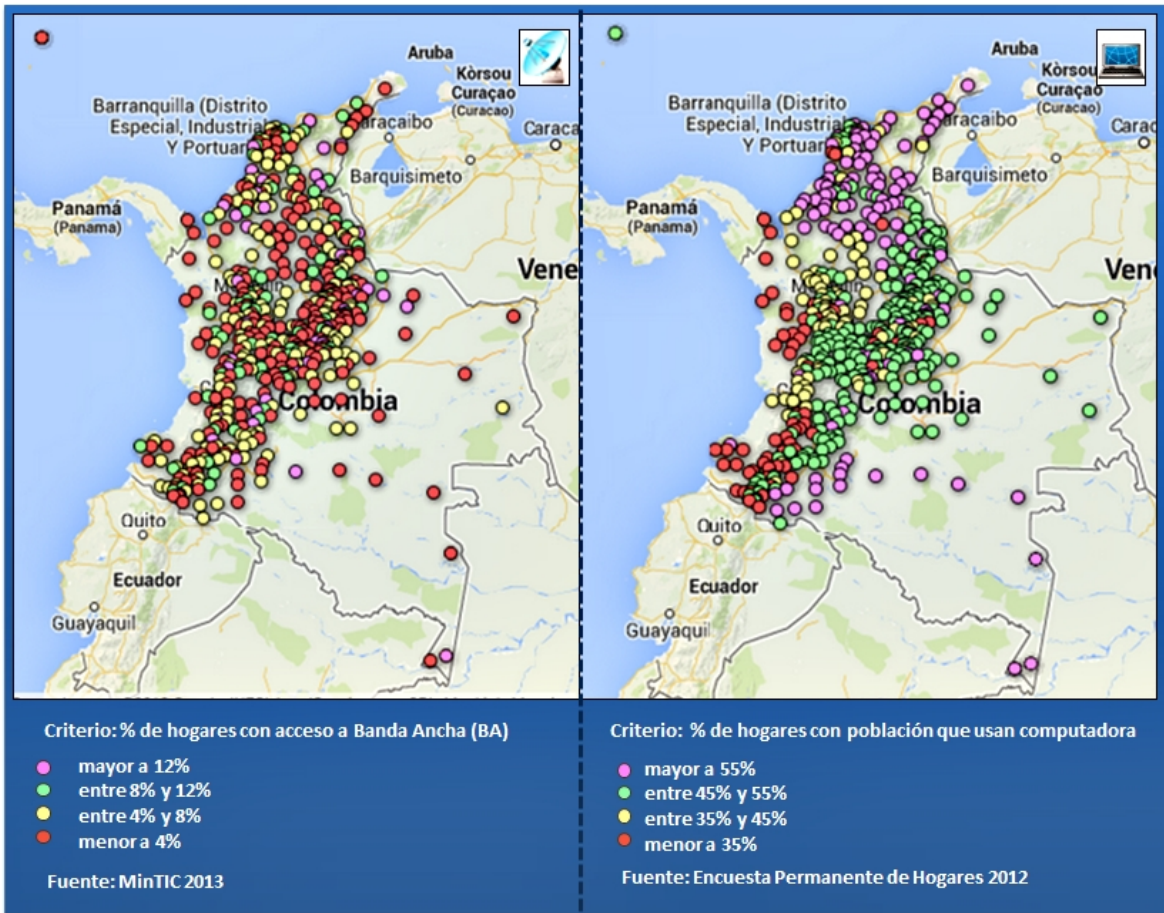 Aruba
Kòrsou
Curaçao
(Curacao)
Barranquilla (Distrito
Especial, Industrial
Y Portuar
aracaibo
Caraca
Barquisimeto
Panamá
(Panama)
Vene
Colombia
Quito
Ecuador
Guayaquil
Criterio: % de hogares con acceso a Banda Ancha (BA)
mayor a 12%
entre 8% y 12%
entre 4% y 8%
menor a 4%
Fuente: MinTIC 2013
Aruba
Kòrsou
Curaçao
(Curacao)
Barranquilla (Distrito
Especial, Industrial
Y Portuar
aracaibo
Carac
Barquisimeto
Panamá
(Panama)
Ven
Colombia
Quito
Ecuador
Guayaquil
Criterio: % de hogares con población que usan computadora
mayor a 55%
entre 45% y 55%
entre 35% y 45%
menor a 35%
Fuente: Encuesta Permanente de Hogares 2012